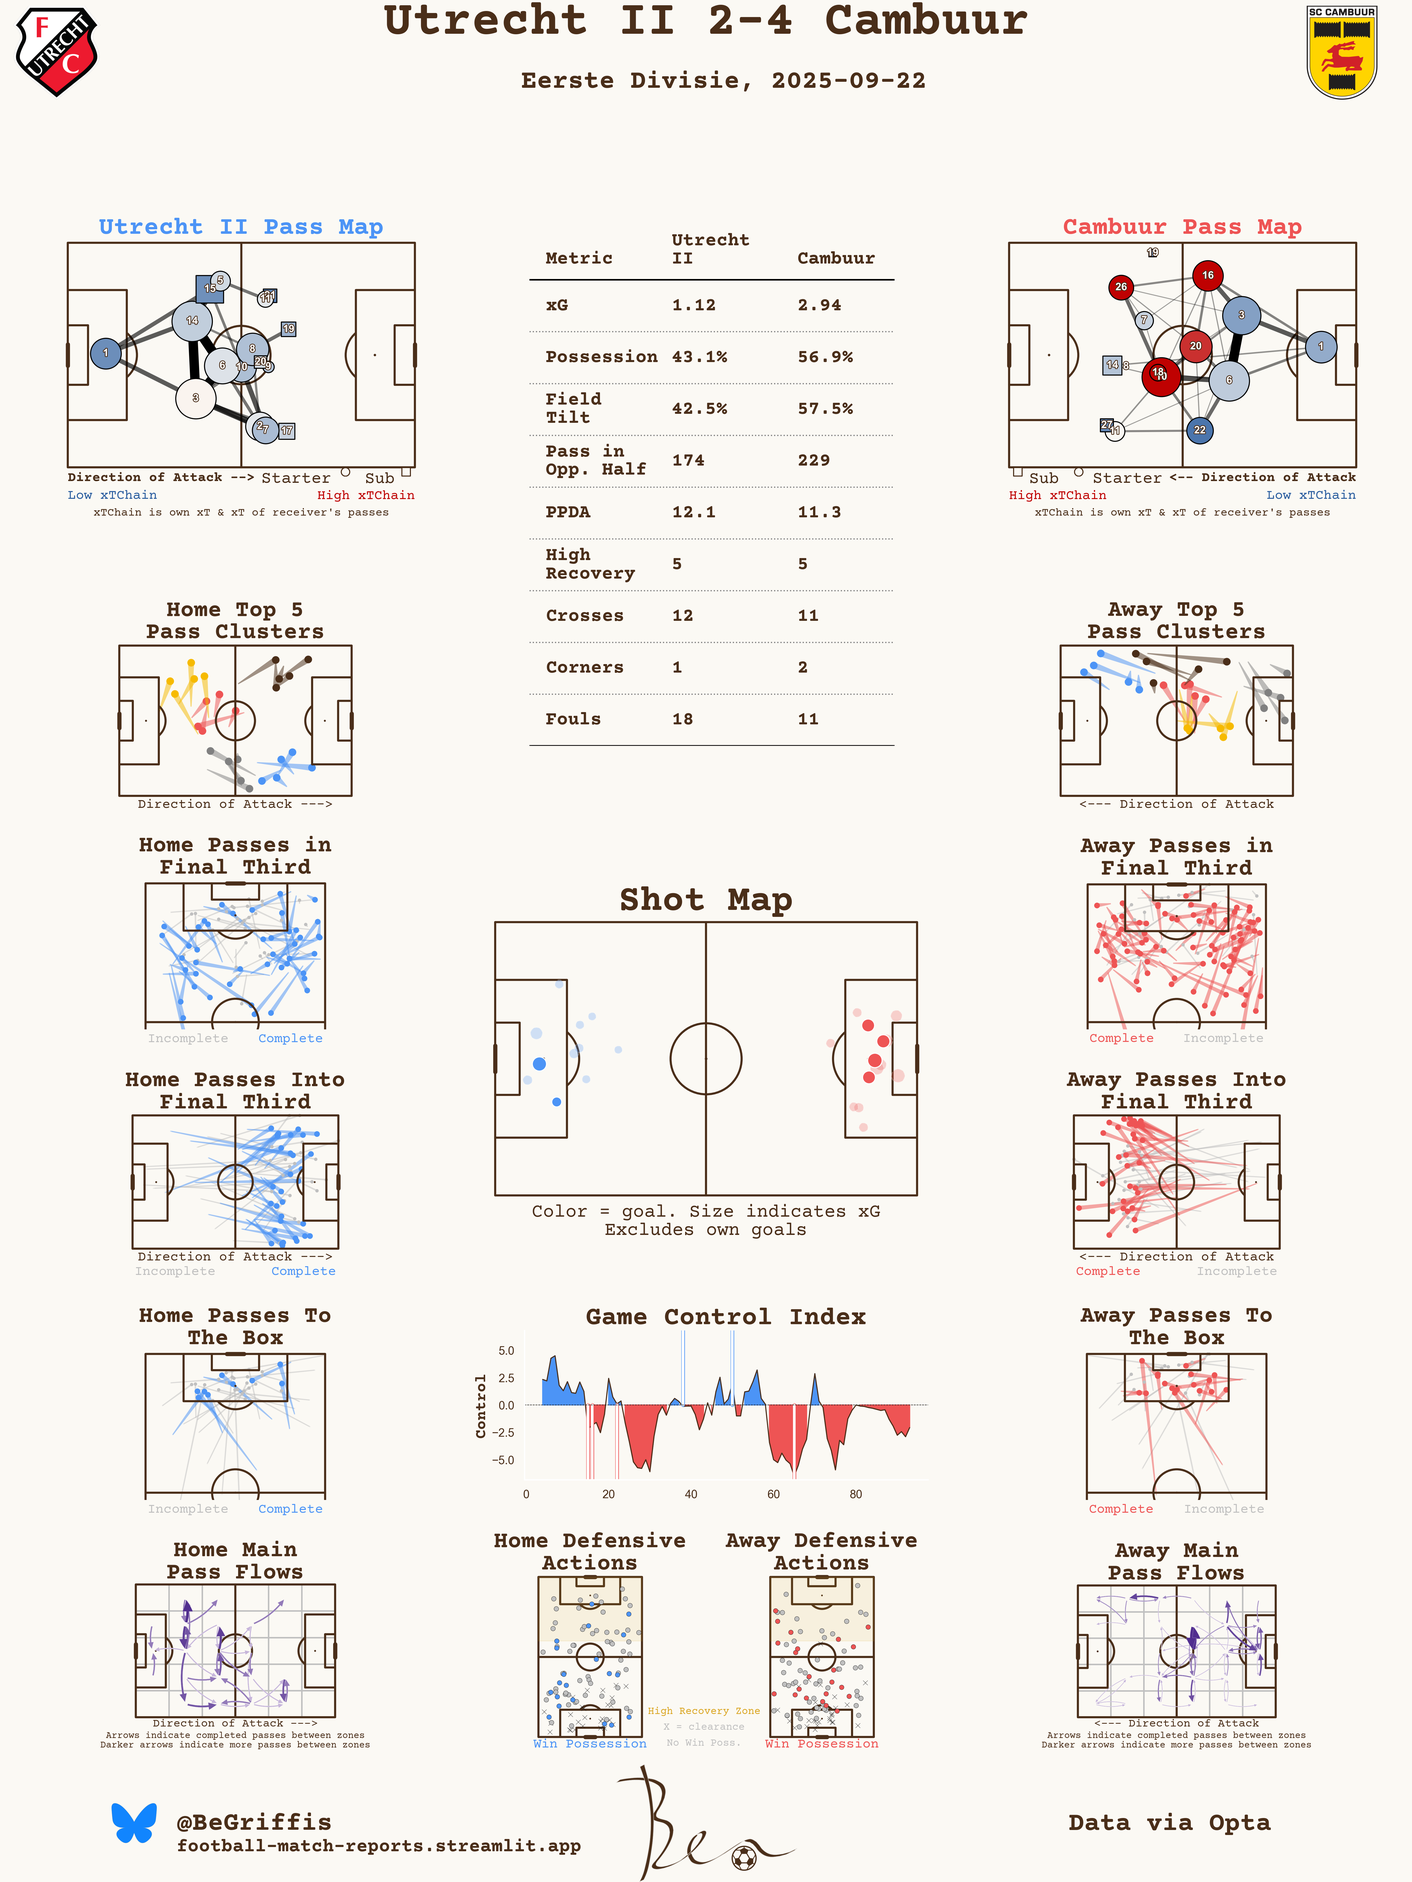 Utrecht II 2-4 Cambuur
Eerste Divisie, 2025-09-22
FC
UTRECHT
SC CAMBUUR
Utrecht II Pass Map
1
14
15
5
11
19
8
6
10
20
9
3
2
7
17
Direction of Attack --> Starter Sub
Low xTChain High xTChain
xTChain is own xT & xT of receiver's passes
Metric Utrecht II Cambuur
xG 1.12 2.94
Possession 43.1% 56.9%
Field Tilt 42.5% 57.5%
Pass in Opp. Half 174 229
PPDA 12.1 11.3
High Recovery 5 5
Crosses 12 11
Corners 1 2
Fouls 18 11
Cambuur Pass Map
19
26
16
7
3
20
1
14
8
18
10
6
27
11
22
Sub Starter <-- Direction of Attack
High xTChain Low xTChain
xTChain is own xT & xT of receiver's passes
Home Top 5
Pass Clusters
Direction of Attack --->
Away Top 5
Pass Clusters
<--- Direction of Attack
Home Passes in
Final Third
Incomplete Complete
Away Passes in
Final Third
Complete Incomplete
Shot Map
Color = goal. Size indicates xG
Excludes own goals
Home Passes Into
Final Third
Direction of Attack --->
Incomplete Complete
Away Passes Into
Final Third
<--- Direction of Attack
Complete Incomplete
Home Passes To
The Box
Incomplete Complete
Game Control Index
Control
5.0
2.5
0.0
−2.5
−5.0
0 20 40 60 80
Away Passes To
The Box
Complete Incomplete
Home Main
Pass Flows
Direction of Attack --->
Arrows indicate completed passes between zones
Darker arrows indicate more passes between zones
Home Defensive
Actions
Win Possession
High Recovery Zone
X = clearance
No Win Poss.
Away Defensive
Actions
Win Possession
Away Main
Pass Flows
<--- Direction of Attack
Arrows indicate completed passes between zones
Darker arrows indicate more passes between zones
@BeGriffis
football-match-reports.streamlit.app
Ben
Data via Opta